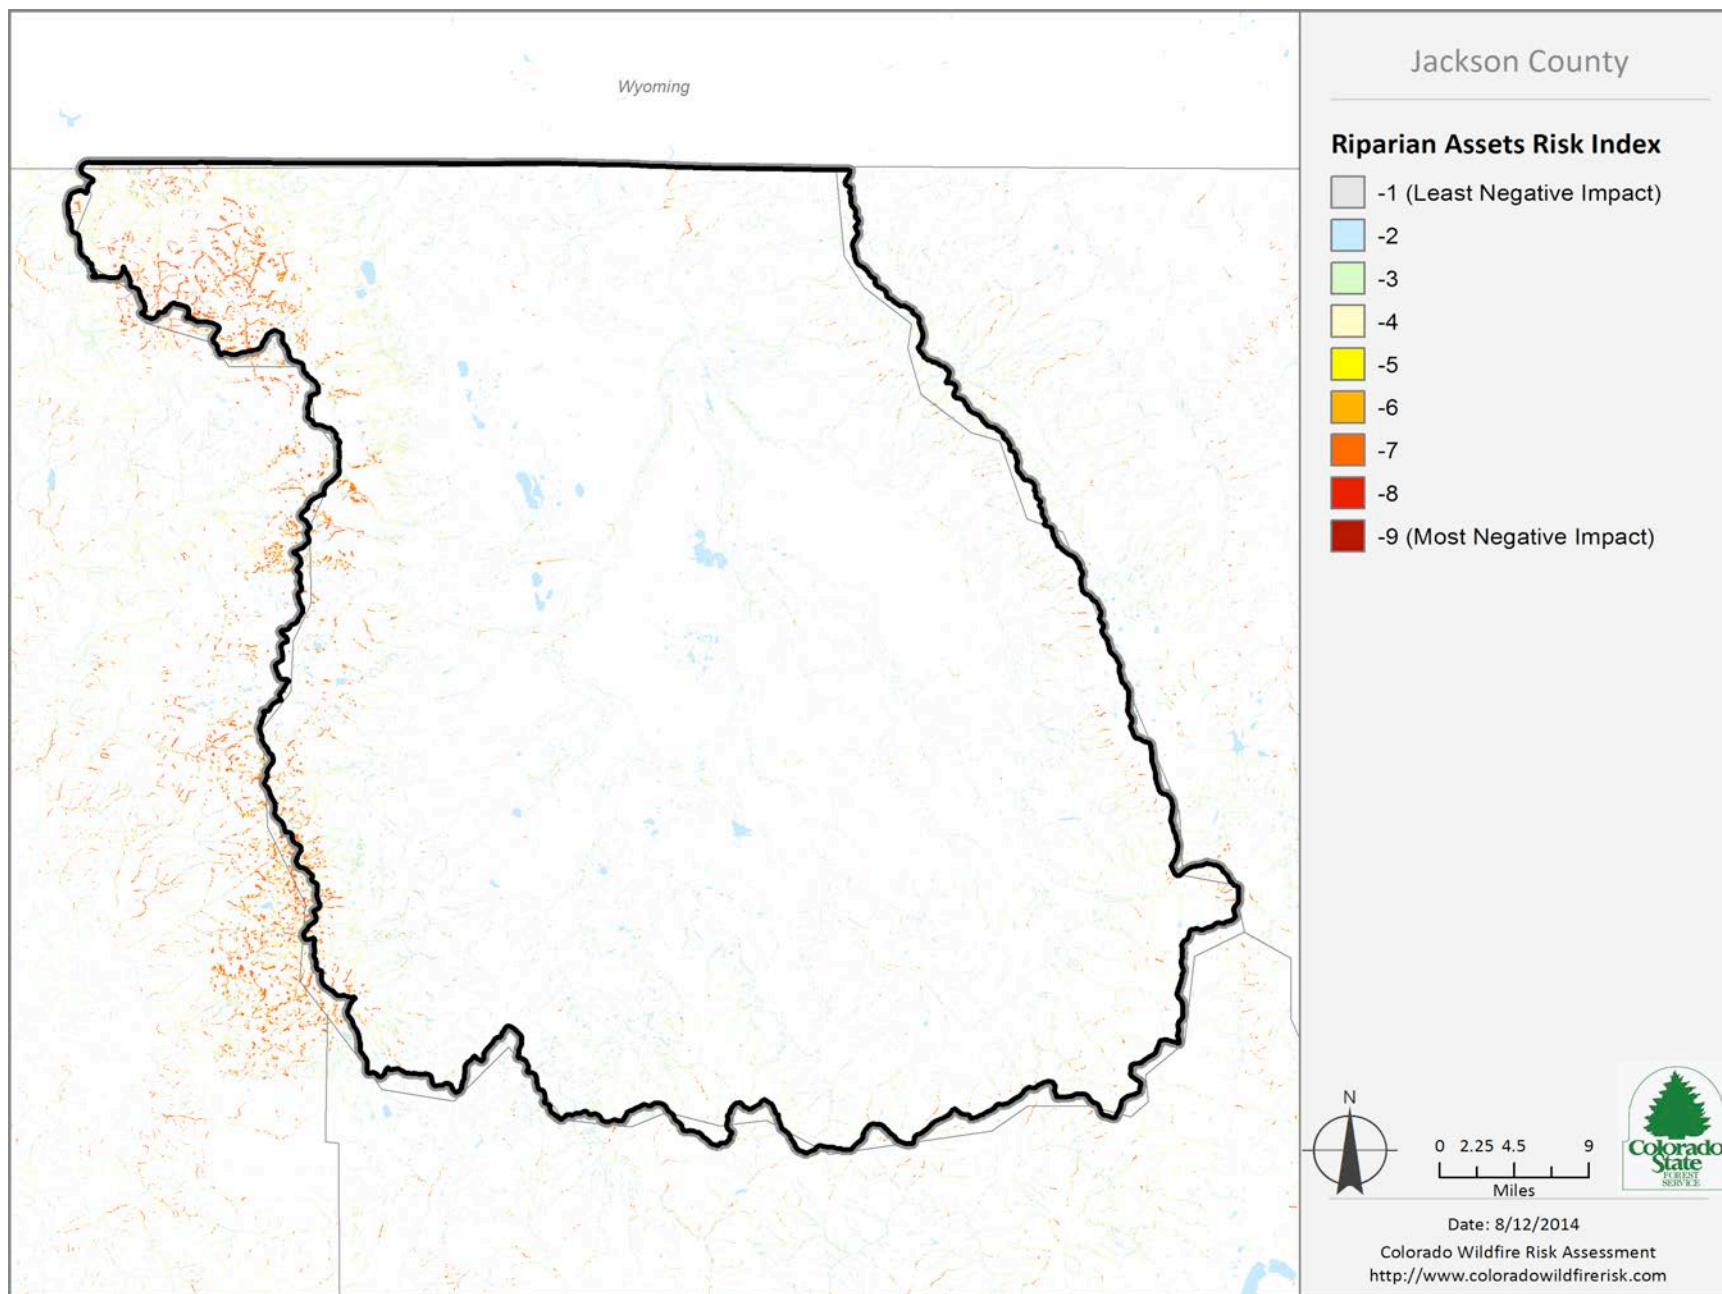 Wyoming
Jackson County
Riparian Assets Risk Index
-1 (Least Negative Impact)
-2
-3
-4
-5
-6
-7
-8
-9 (Most Negative Impact)
N
0 2.25 4.5 9
Miles
Colorado
State
FOREST
SERVICE
Date: 8/12/2014
Colorado Wildfire Risk Assessment
http://www.coloradowildfirerisk.com